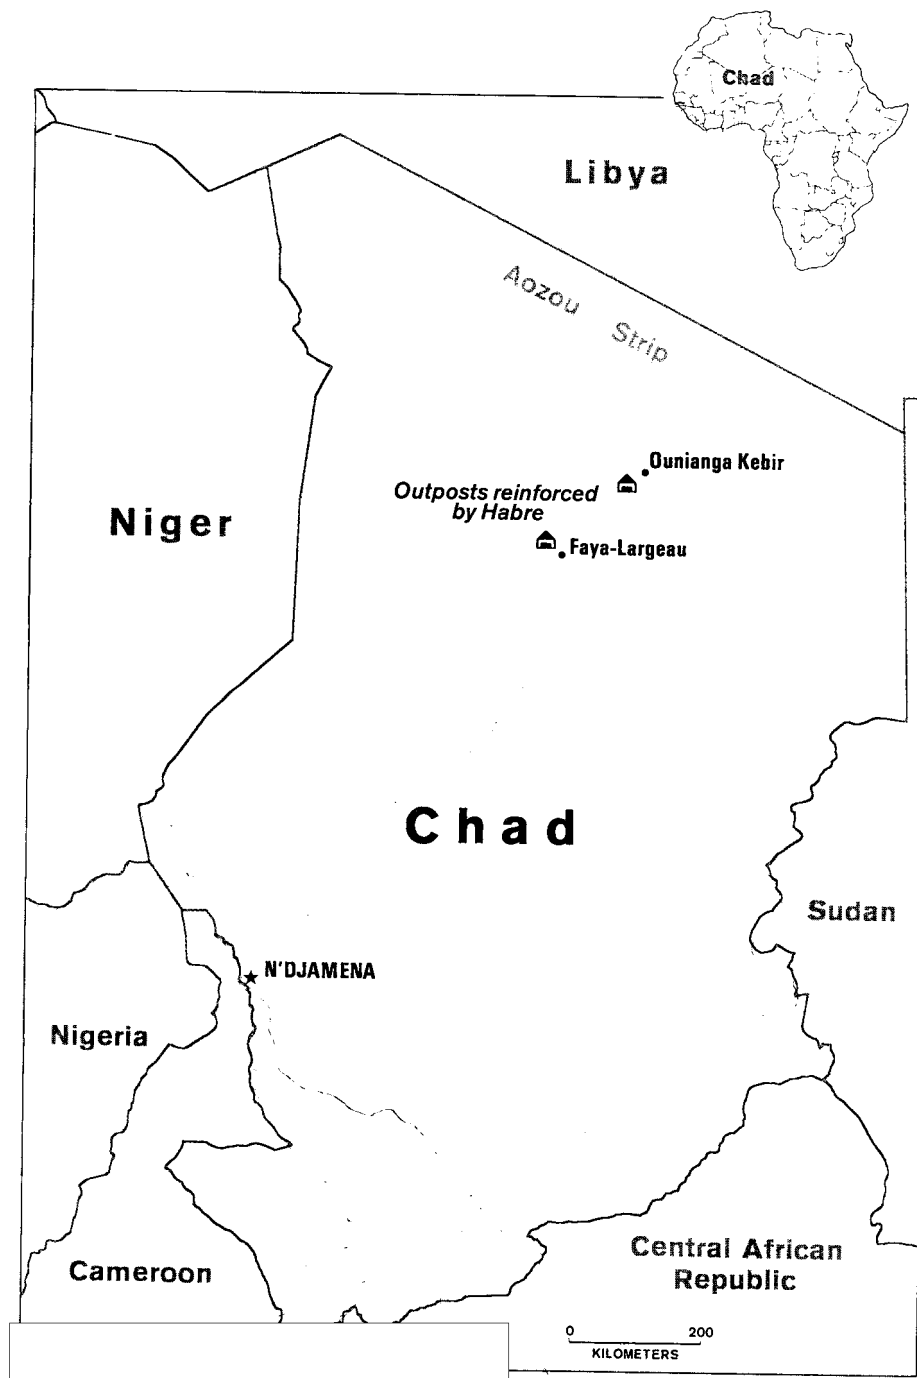 Chad
Libya
Aozou Strip
Ounianga Kebir
Outposts reinforced
by Habre
Faya-Largeau
Niger
Chad
Sudan
N'DJAMENA
Nigeria
Cameroon
Central African
Republic
0 200
KILOMETERS